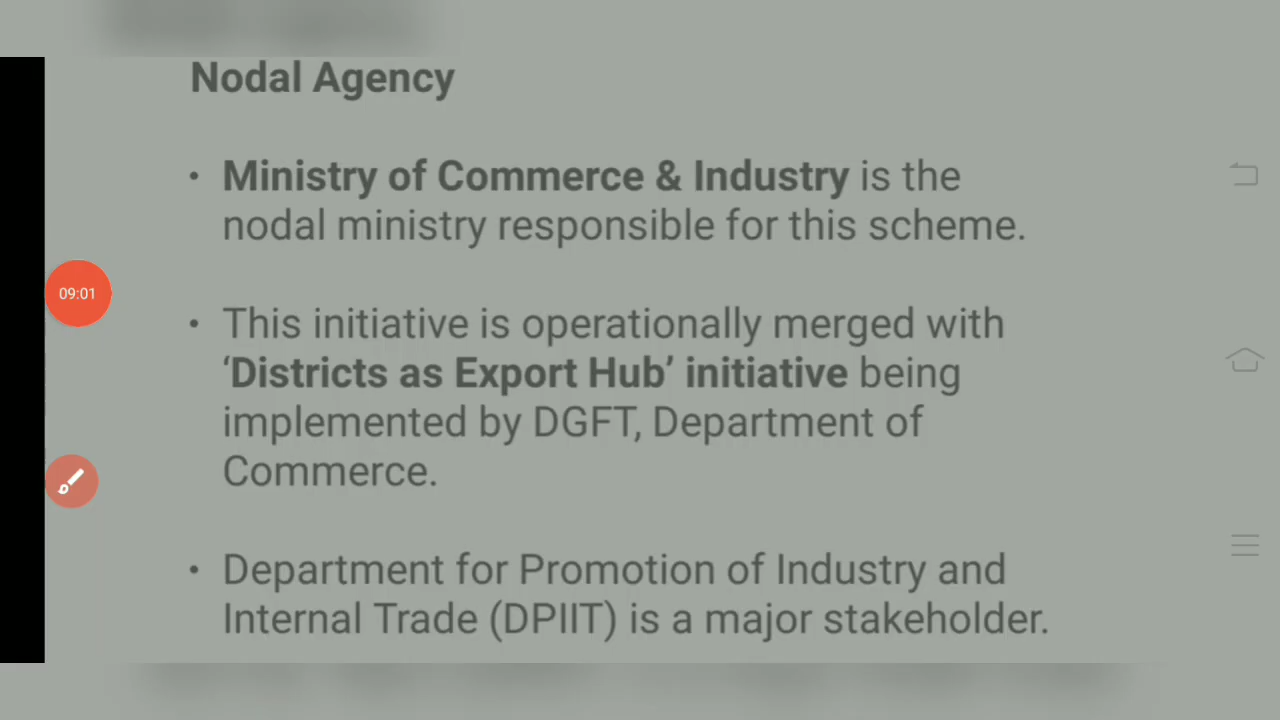 Nodal Agency
• Ministry of Commerce & Industry is the
nodal ministry responsible for this scheme.
09:01
• This initiative is operationally merged with
‘Districts as Export Hub’ initiative being
implemented by DGFT, Department of
Commerce.
• Department for Promotion of Industry and
Internal Trade (DPIIT) is a major stakeholder.